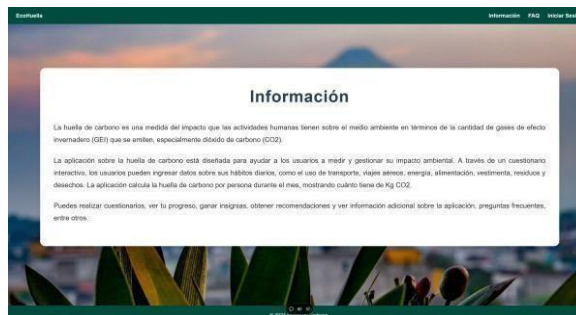 EcoHuella
Información FAQ Iniciar Sesi
Información
La huella de carbono es una medida del impacto que las actividades humanas tienen sobre el medio ambiente en términos de la cantidad de gases de efecto
invernadero (GEI) que se emiten, especialmente dióxido de carbono (CO2).
La aplicación sobre la huella de carbono está diseñada para ayudar a los usuarios a medir y gestionar su impacto ambiental. A través de un cuestionario
interactivo, los usuarios pueden ingresar datos sobre sus hábitos diarios, como el uso de transporte, viajes aéreos, energía, alimentación, vestimenta, residuos y
desechos. La aplicación calcula la huella de carbono por persona durante el mes, mostrando cuánto tiene de Kg CO2.
Puedes realizar cuestionarios, ver tu progreso, ganar insignias, obtener recomendaciones y ver información adicional sobre la aplicación, preguntas frecuentes,
entre otros.